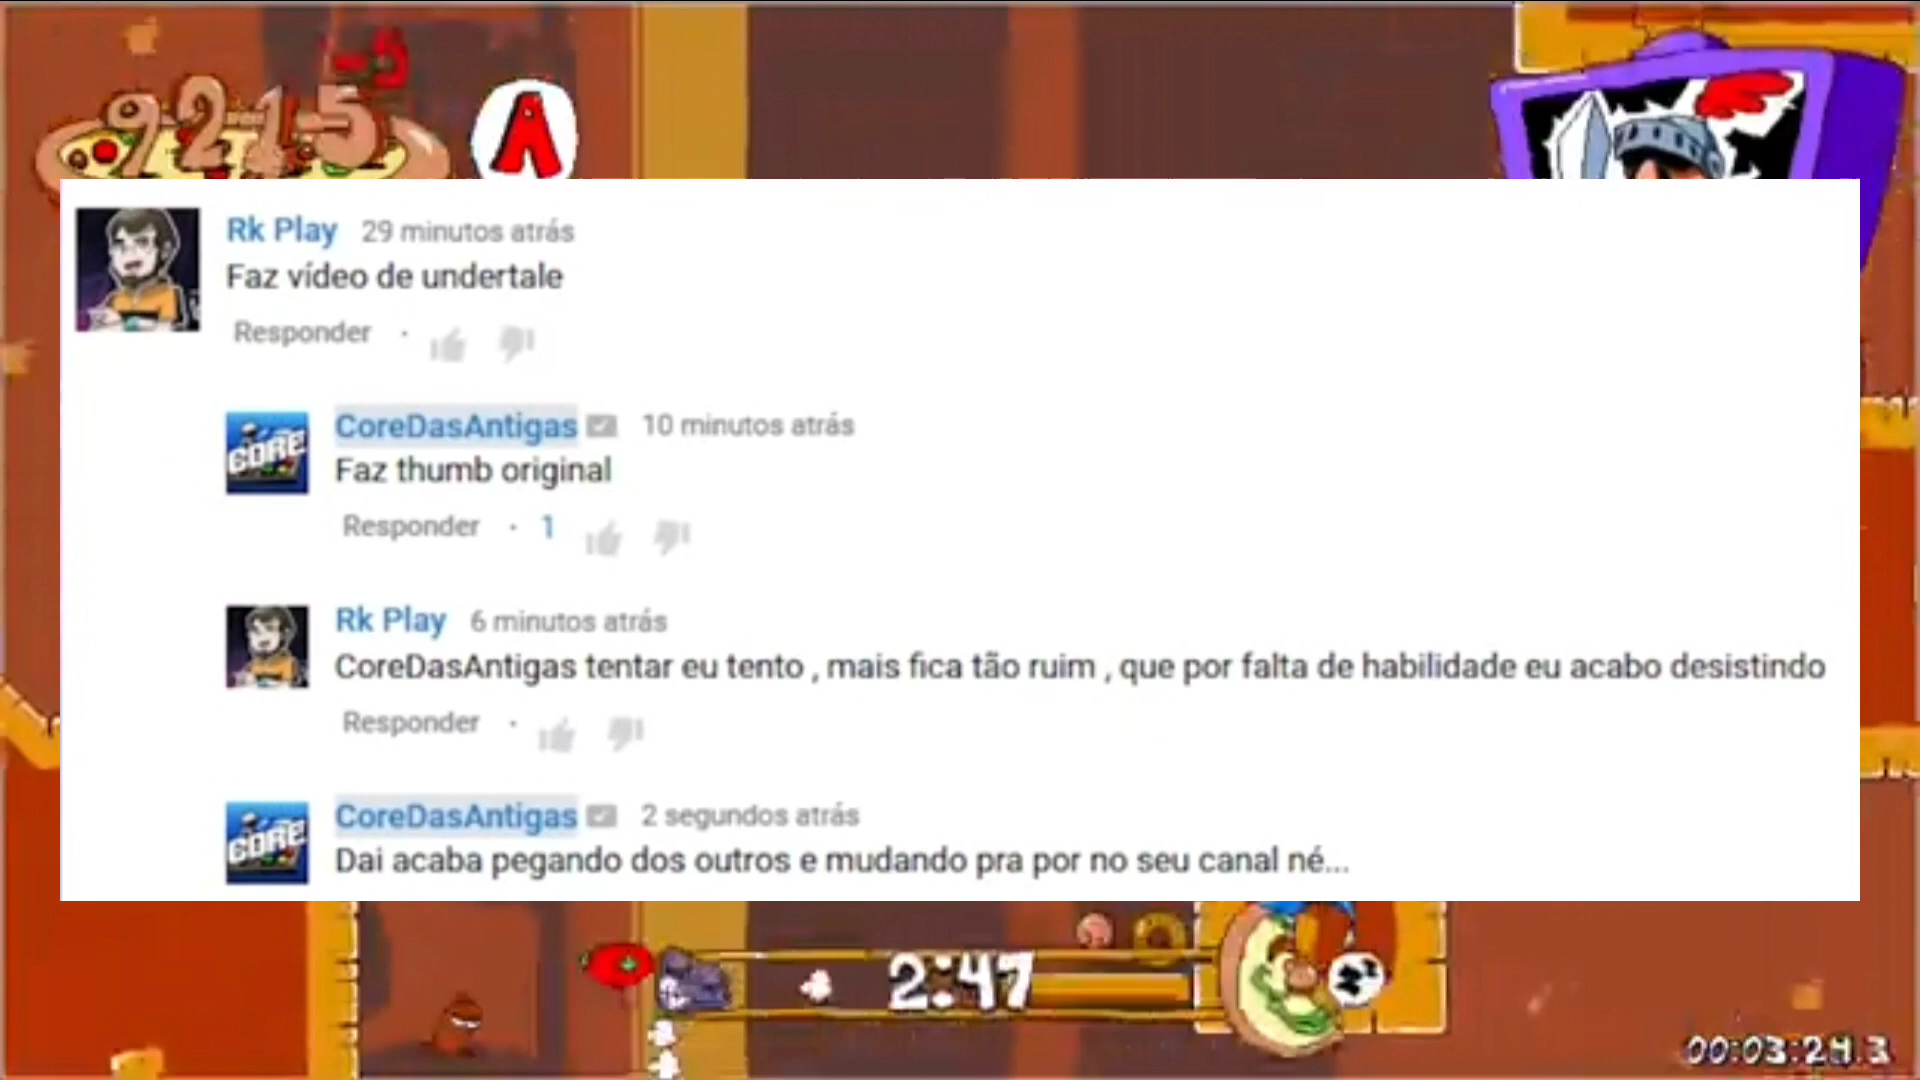 -5
9215
A
Rk Play 29 minutos atrás
Faz vídeo de undertale
Responder ·
CORE
CoreDasAntigas 10 minutos atrás
Faz thumb original
Responder · 1
Rk Play 6 minutos atrás
CoreDasAntigas tentar eu tento , mais fica tão ruim , que por falta de habilidade eu acabo desistindo
Responder ·
CORE
CoreDasAntigas 2 segundos atrás
Dai acaba pegando dos outros e mudando pra por no seu canal né...
2:47
00:03:24.3